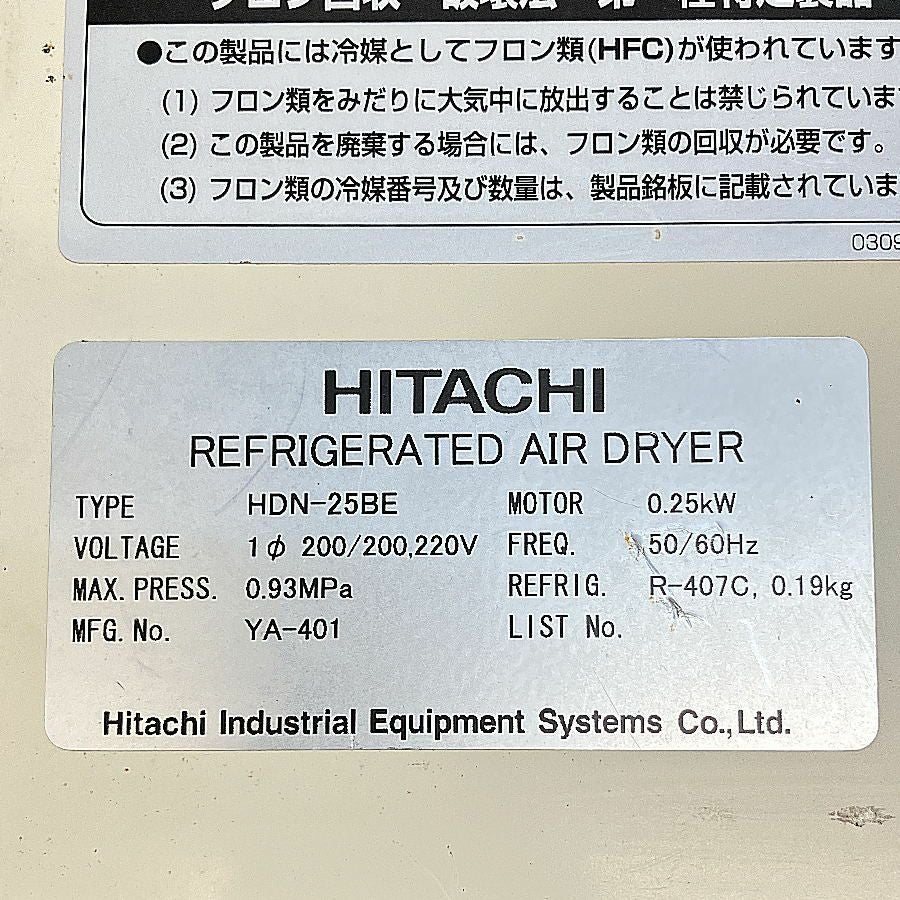 ●この製品には冷媒としてフロン類(HFC)が使われています
(1) フロン類をみだりに大気中に放出することは禁じられていま
(2) この製品を廃棄する場合には、フロン類の回収が必要です。
(3) フロン類の冷媒番号及び数量は、製品銘板に記載されていま
0309
HITACHI
REFRIGERATED AIR DRYER
TYPE HDN-25BE MOTOR 0.25kW
VOLTAGE 1φ 200/200,220V FREQ. 50/60Hz
MAX. PRESS. 0.93MPa REFRIG. R-407C, 0.19kg
MFG. No. YA-401 LIST No.
Hitachi Industrial Equipment Systems Co.,Ltd.